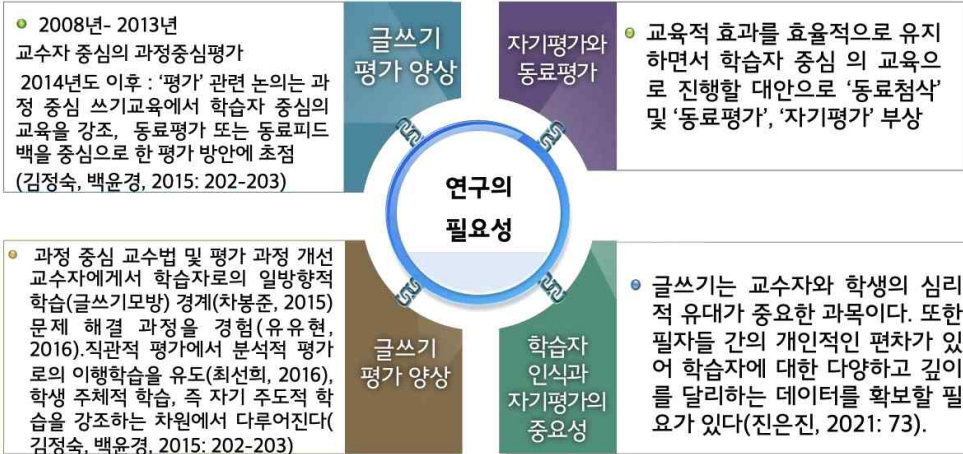 2008년- 2013년
교수자 중심의 과정중심평가
2014년도 이후 : ‘평가’ 관련 논의는 과
정 중심 쓰기교육에서 학습자 중심의
교육을 강조, 동료평가 또는 동료피드
백을 중심으로 한 평가 방안에 초점
(김정숙, 백윤경, 2015: 202-203)
글쓰기
평가 양상
자기평가와
동료평가
교육적 효과를 효율적으로 유지
하면서 학습자 중심 의 교육으
로 진행할 대안으로 ‘동료첨삭’
및 ‘동료평가’, ‘자기평가’ 부상
연구의
필요성
과정 중심 교수법 및 평가 과정 개선
교수자에게서 학습자로의 일방향적
학습(글쓰기모방) 경계(차봉준, 2015)
문제 해결 과정을 경험(유유현,
2016).직관적 평가에서 분석적 평가
로의 이행학습을 유도(최선희, 2016),
학생 주체적 학습, 즉 자기 주도적 학
습을 강조하는 차원에서 다루어진다(
김정숙, 백윤경, 2015: 202-203)
글쓰기
평가 양상
학습자
인식과
자기평가의
중요성
글쓰기는 교수자와 학생의 심리
적 유대가 중요한 과목이다. 또한
필자들 간의 개인적인 편차가 있
어 학습자에 대한 다양하고 깊이
를 달리하는 데이터를 확보할 필
요가 있다(진은진, 2021: 73).